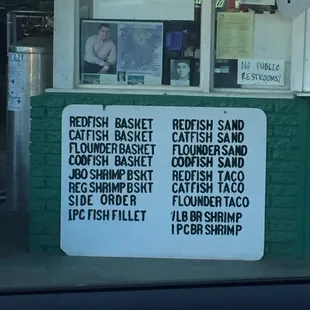 NO PUBLIC
RESTROOMS
REDFISH BASKET
CATFISH BASKET
FLOUNDER BASKET
CODFISH BASKET
JBO SHRIMP BSKT
REG SHRIMP BSKT
SIDE ORDER
1PC FISH FILLET
REDFISH SAND
CATFISH SAND
FLOUNDER SAND
CODFISH SAND
REDFISH TACO
CATFISH TACO
FLOUNDER TACO
1/LB BR SHRIMP
1 PC BR SHRIMP